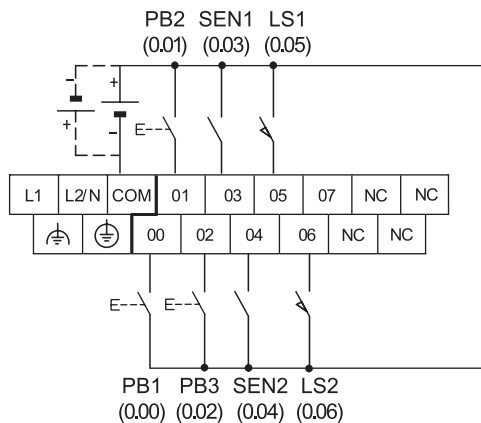 PB2 SEN1 LS1
(0.01) (0.03) (0.05)
- +
+ -
E
L1 L2/N COM 01 03 05 07 NC NC
00 02 04 06 NC NC
E E
PB1 PB3 SEN2 LS2
(0.00) (0.02) (0.04) (0.06)